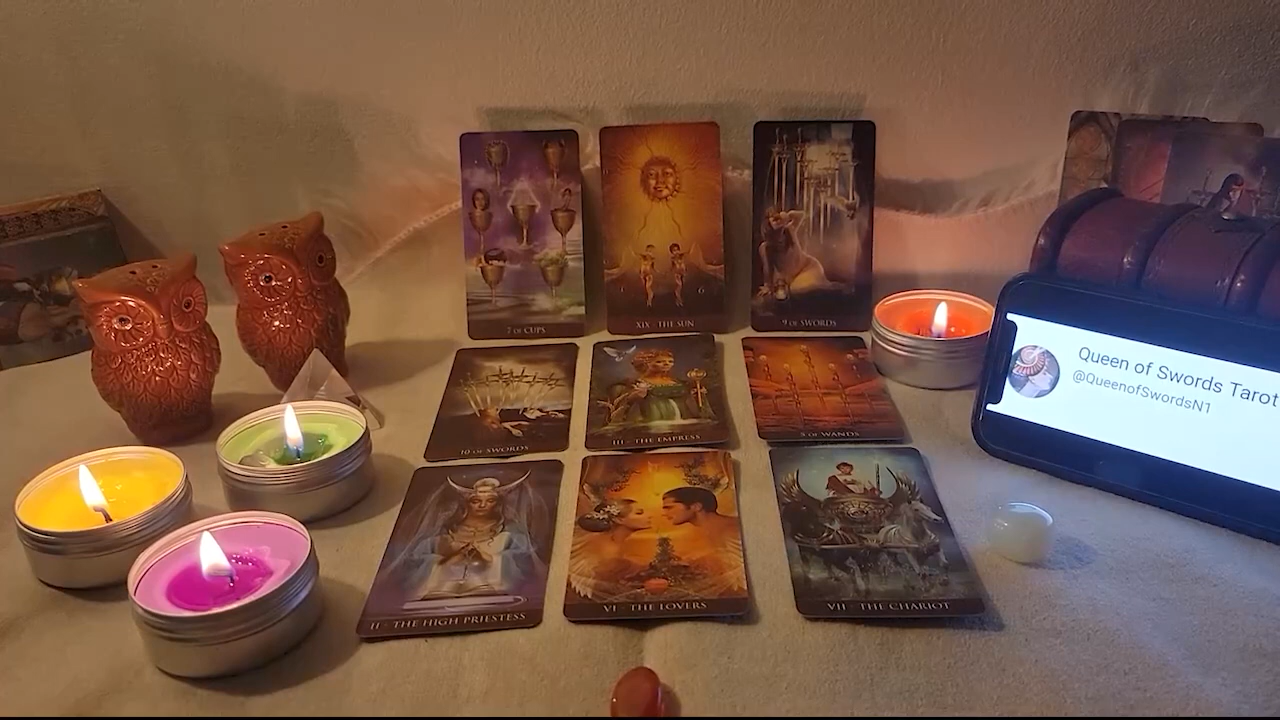 7 OF CUPS
XIX - THE SUN
9 OF SWORDS
10 OF SWORDS
III - THE EMPRESS
9 OF WANDS
II - THE HIGH PRIESTESS
VI - THE LOVERS
VII - THE CHARIOT
Queen of Swords Tarot
@QueenofSwordsN1